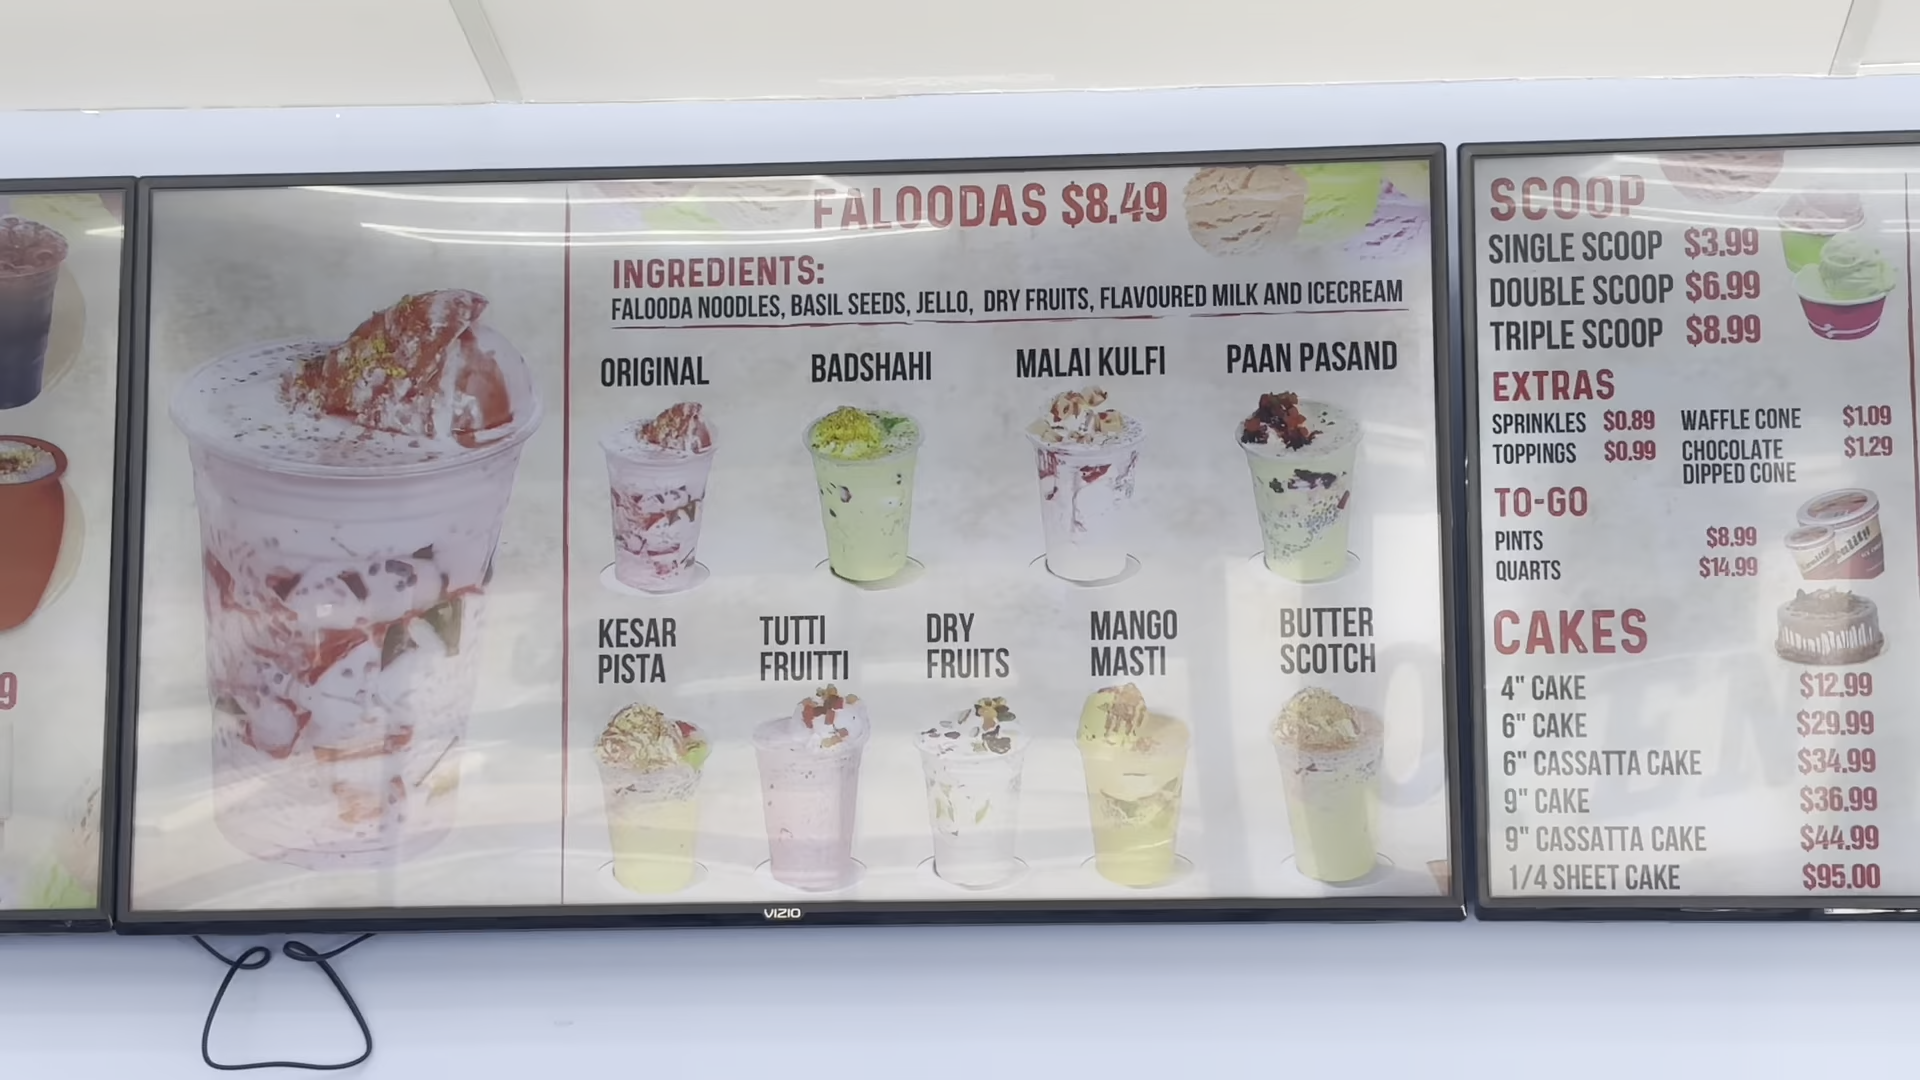 9
FALOODAS $8.49
INGREDIENTS:
FALOODA NOODLES, BASIL SEEDS, JELLO, DRY FRUITS, FLAVOURED MILK AND ICECREAM
ORIGINAL
BADSHAHI
MALAI KULFI
PAAN PASAND
KESAR
PISTA
TUTTI
FRUITTI
DRY
FRUITS
MANGO
MASTI
BUTTER
SCOTCH
VIZIO
SCOOP
SINGLE SCOOP $3.99
DOUBLE SCOOP $6.99
TRIPLE SCOOP $8.99
EXTRAS
SPRINKLES $0.89
TOPPINGS $0.99
WAFFLE CONE $1.09
CHOCOLATE $1.29
DIPPED CONE
TO-GO
PINTS $8.99
QUARTS $14.99
CAKES
4" CAKE $12.99
6" CAKE $29.99
6" CASSATTA CAKE $34.99
9" CAKE $36.99
9" CASSATTA CAKE $44.99
1/4 SHEET CAKE $95.00